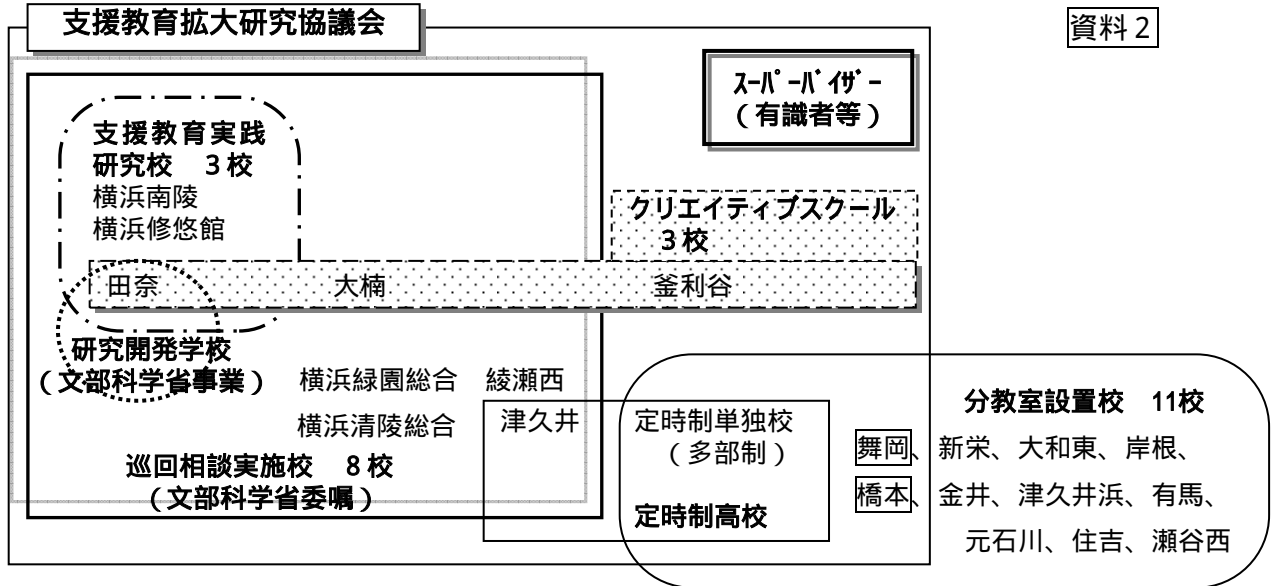 支援教育拡大研究協議会
資料2
ｽｰﾊﾟｰﾊﾞｲｻﾞｰ
(有識者等)
支援教育実践
研究校 3校
横浜南陵
横浜修悠館
クリエイティブスクール
3校
田奈 大楠 釜利谷
研究開発学校
(文部科学省事業)
横浜緑園総合 綾瀬西
横浜清陵総合 津久井
巡回相談実施校 8校
(文部科学省委嘱)
定時制単独校
(多部制)
定時制高校
分教室設置校 11校
舞岡、新栄、大和東、岸根、
橋本、金井、津久井浜、有馬、
元石川、住吉、瀬谷西